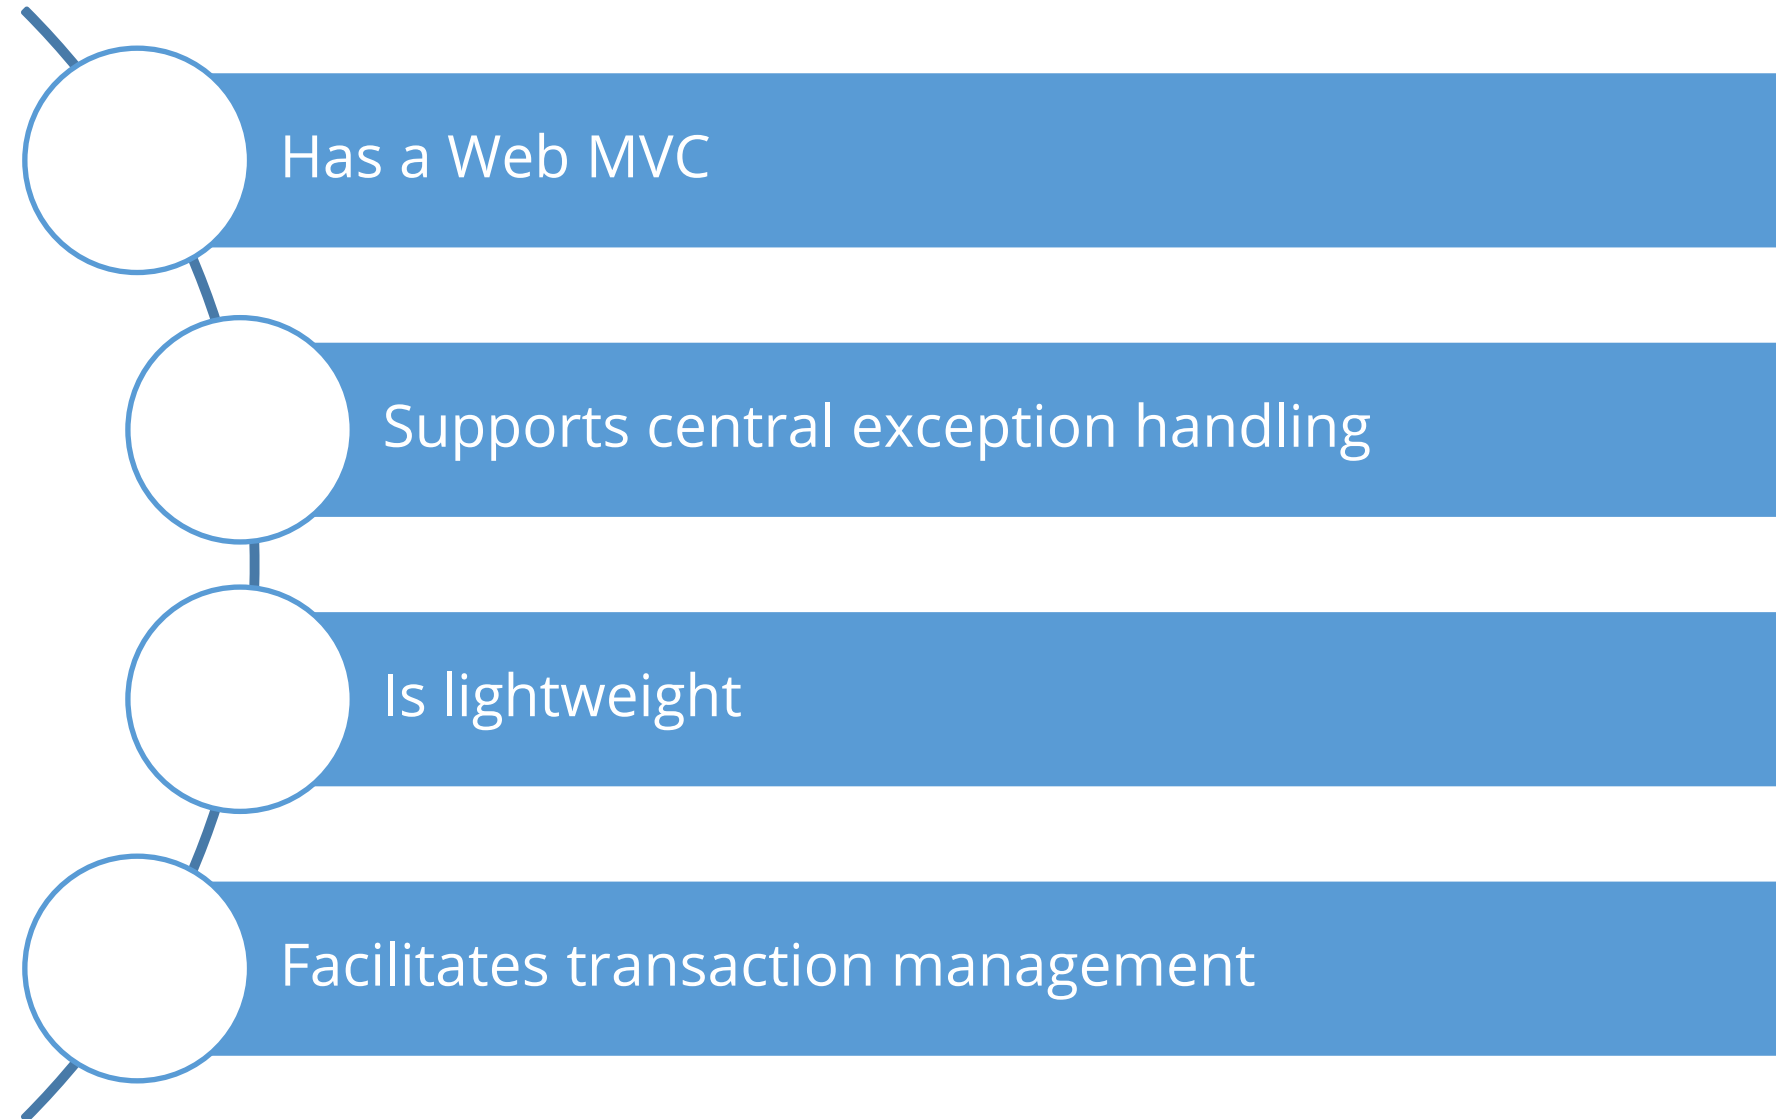 Has a Web MVC
Supports central exception handling
Is lightweight
Facilitates transaction management